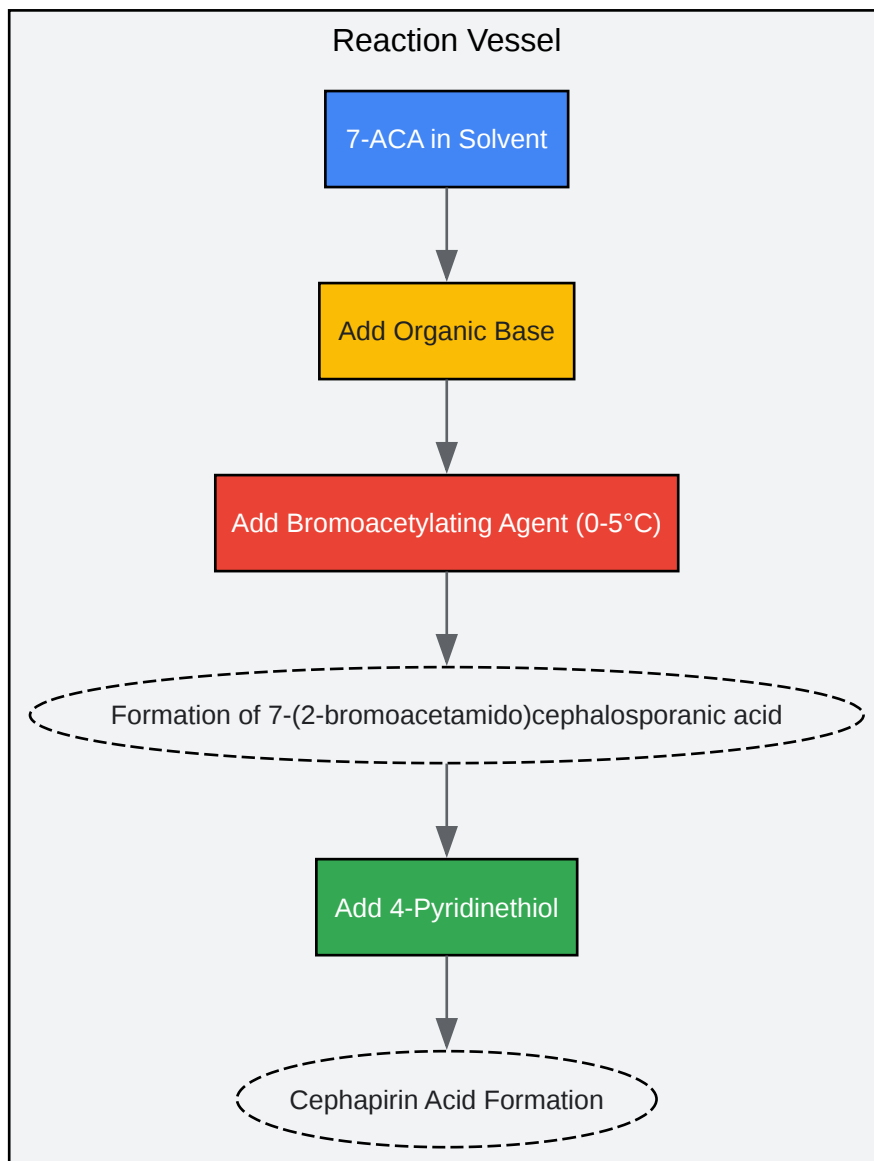 Reaction Vessel
7-ACA in Solvent
Add Organic Base
Add Bromoacetylating Agent (0-5°C)
Formation of 7-(2-bromoacetamido)cephalosporanic acid
Add 4-Pyridinethiol
Cephapirin Acid Formation